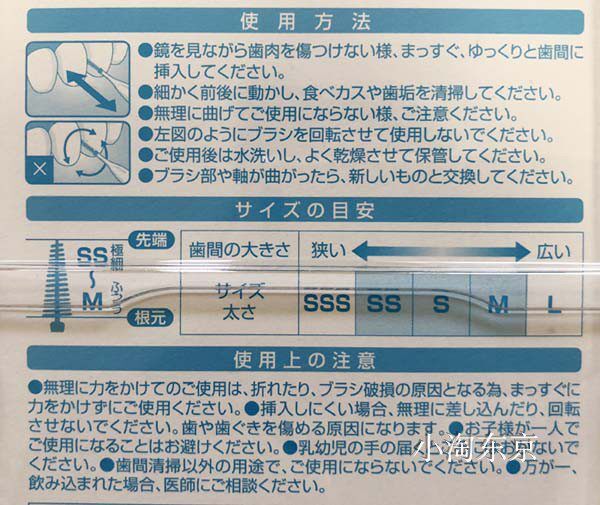 使用方法
●鏡を見ながら歯肉を傷つけない様、まっすぐ、ゆっくりと歯間に
挿入してください。
●細かく前後に動かし、食べカスや歯垢を清掃してください。
●無理に曲げてご使用にならない様、ご注意ください。
●左図のようにブラシを回転させて使用しないでください。
●ご使用後は水洗いし、よく乾燥させて保管してください。
●ブラシ部や軸が曲がったら、新しいものと交換してください。
サイズの目安
SS 極細
〜
M ふつう
先端
根元
歯間の大きさ 狭い 広い
サイズ
太さ
SSS SS S M L
使用上の注意
●無理に力をかけてのご使用は、折れたり、ブラシ破損の原因となる為、まっすぐに
力をかけずにご使用ください。●挿入しにくい場合、無理に差し込んだり、回転
させないでください。歯や歯ぐきを傷める原因になります。●お子様が一人で
ご使用になることはお避けください。●乳幼児の手の届く おかないで
ください。●歯間清掃以外の用途で、ご使用にならないでください。●万が一、
飲み込まれた場合、医師にご相談ください。
小淘东京